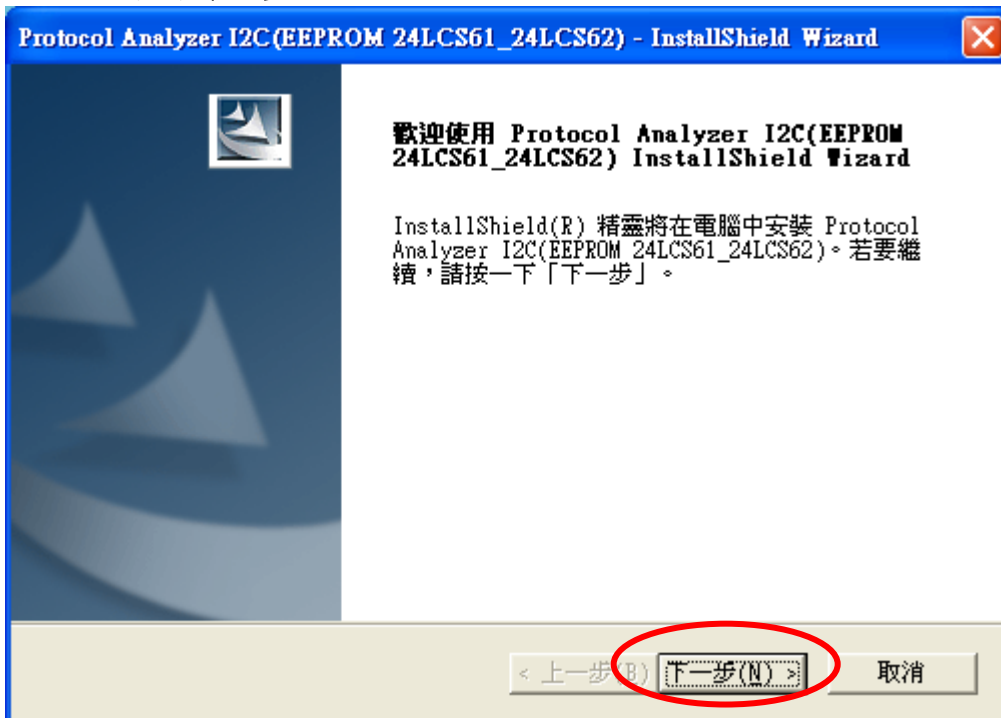 Protocol Analyzer I2C(EEPROM 24LCS61_24LCS62) - InstallShield Wizard
歡迎使用 Protocol Analyzer I2C(EEPROM
24LCS61_24LCS62) InstallShield Wizard
InstallShield(R) 精靈將在電腦中安裝 Protocol
Analyzer I2C(EEPROM 24LCS61_24LCS62)。若要繼
續，請按一下「下一步」。
< 上一步(B) 下一步(N) > 取消